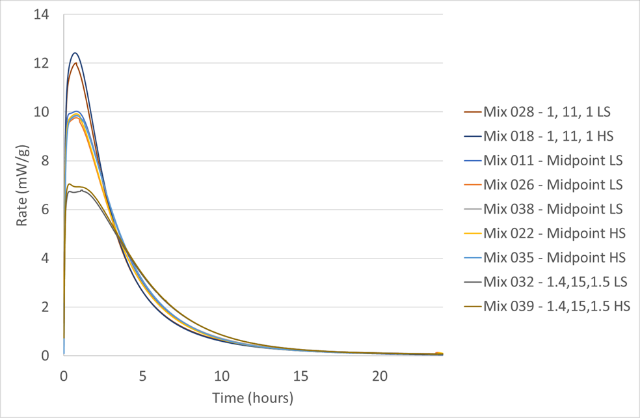 14
12
10
8
6
4
2
0
Rate (mW/g)
0 5 10 15 20
Time (hours)
Mix 028 - 1, 11, 1 LS
Mix 018 - 1, 11, 1 HS
Mix 011 - Midpoint LS
Mix 026 - Midpoint LS
Mix 038 - Midpoint LS
Mix 022 - Midpoint HS
Mix 035 - Midpoint HS
Mix 032 - 1.4,15,1.5 LS
Mix 039 - 1.4,15,1.5 HS